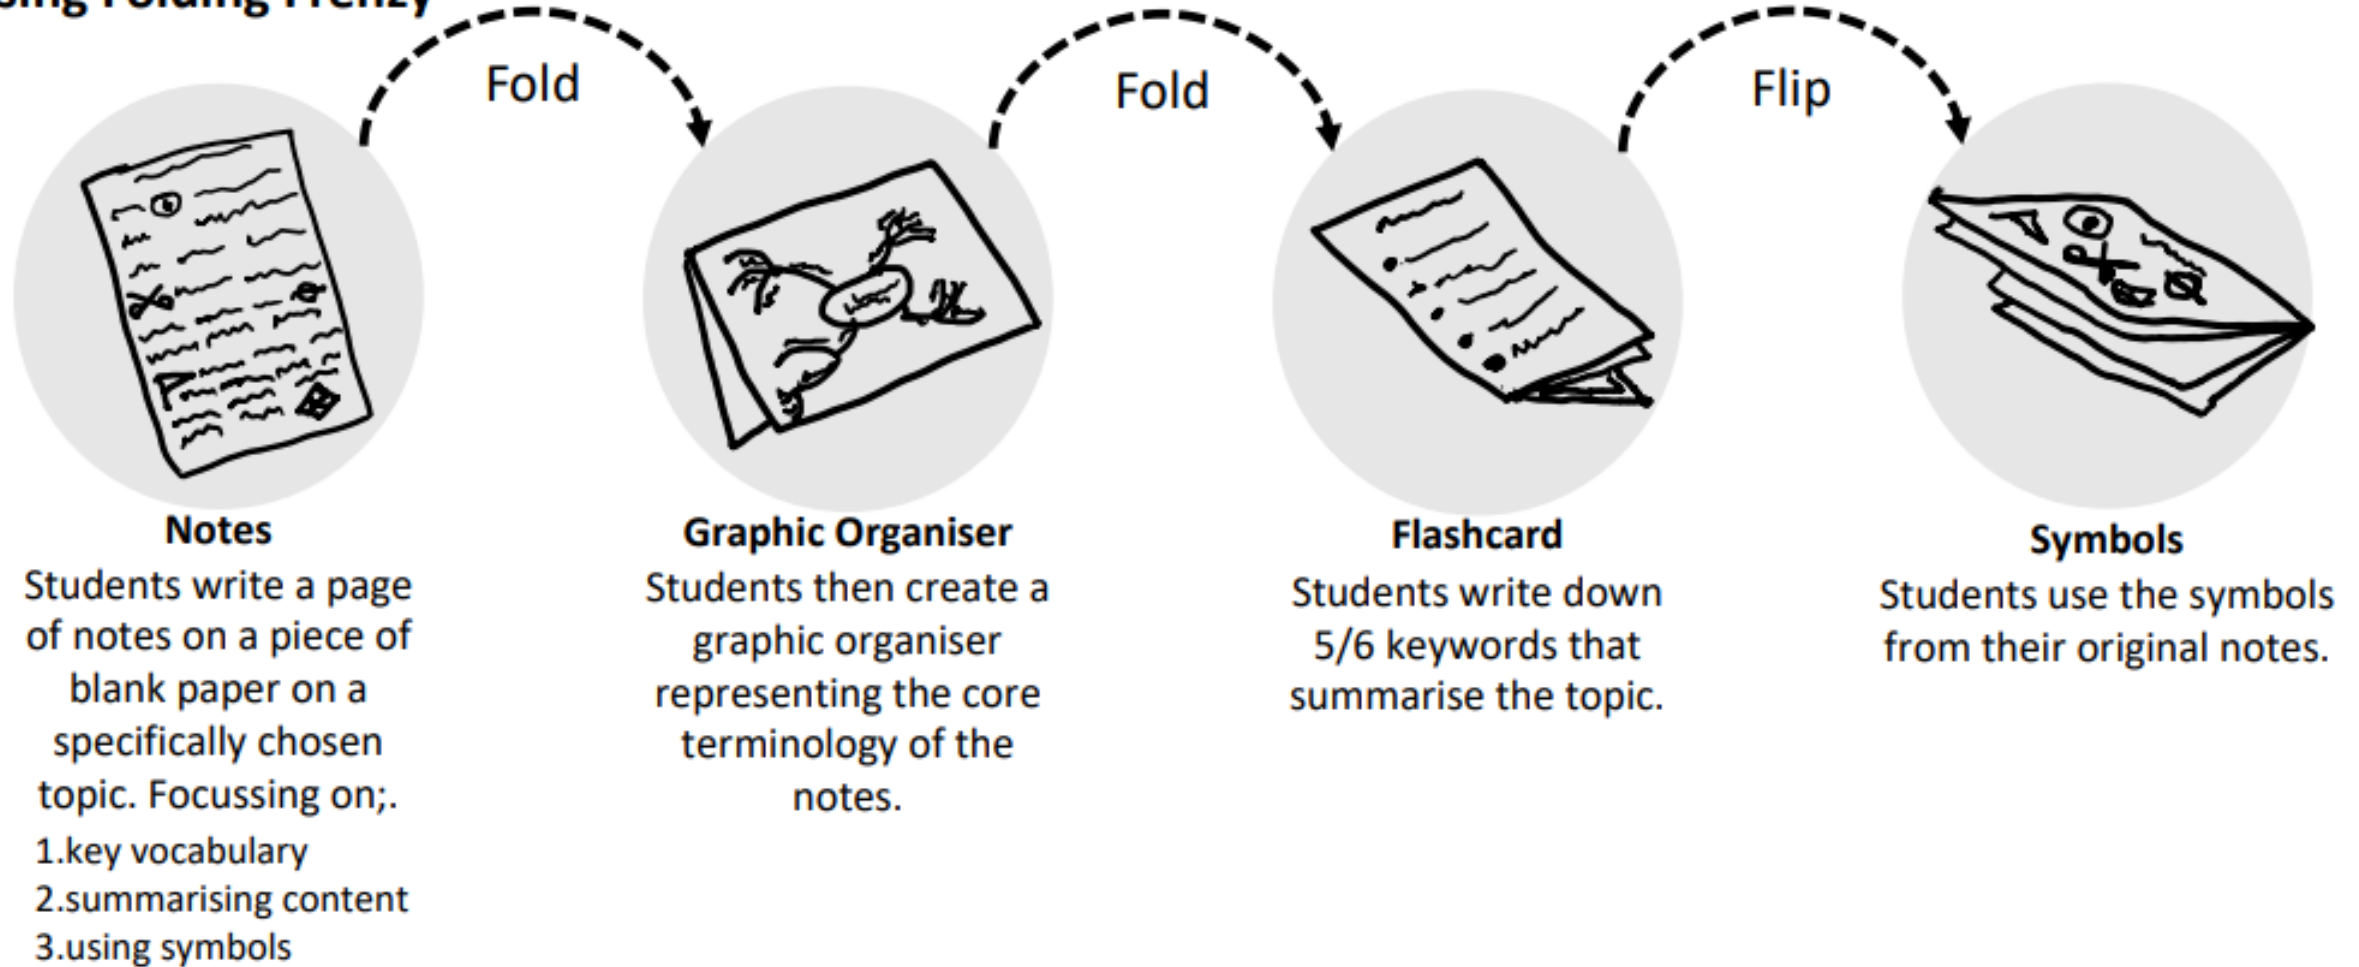 Folding Frenzy
Fold
Fold
Flip
Notes
Students write a page
of notes on a piece of
blank paper on a
specifically chosen
topic. Focussing on;.
1.key vocabulary
2.summarising content
3.using symbols
Graphic Organiser
Students then create a
graphic organiser
representing the core
terminology of the
notes.
Flashcard
Students write down
5/6 keywords that
summarise the topic.
Symbols
Students use the symbols
from their original notes.